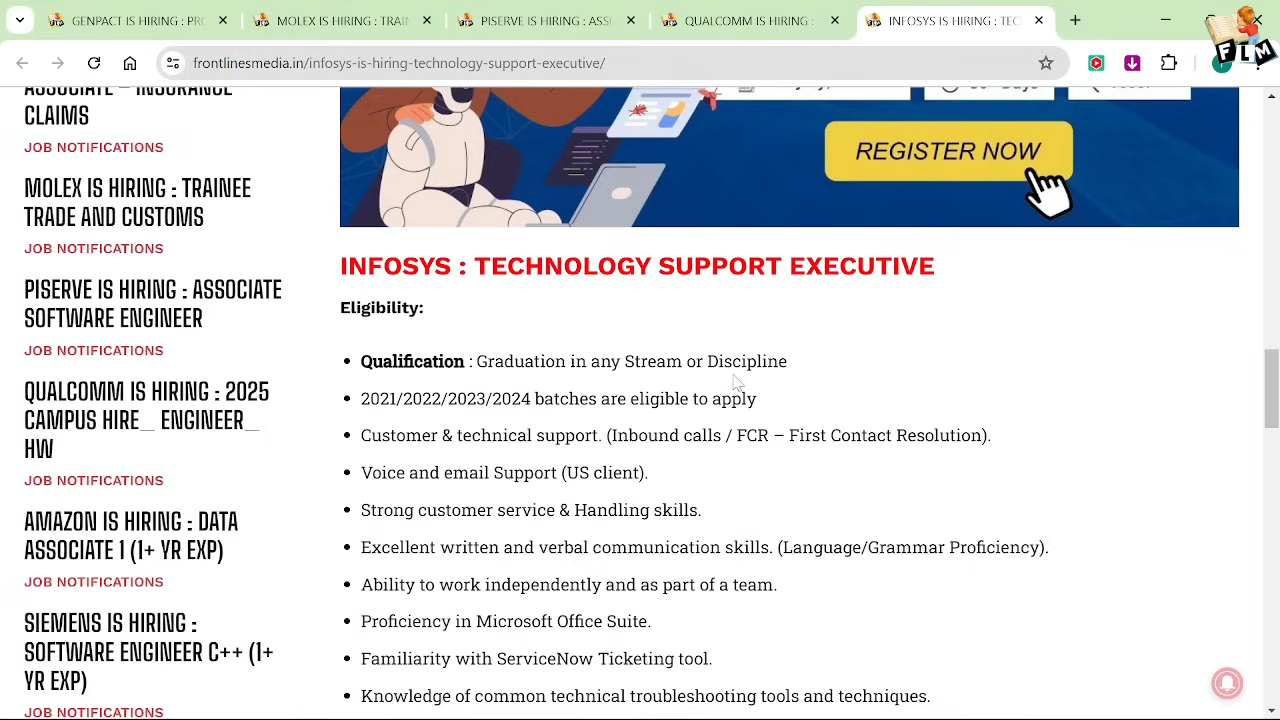 GENPACT IS HIRING : PR
MOLEX IS HIRING : TRAIN
PISERVE IS HIRING : ASS
QUALCOMM IS HIRING :
INFOSYS IS HIRING : TEC
FLM
frontlinesmedia.in/infosys-is-hiring-technology-support-executive/
ASSOCIATE – INSURANCE
CLAIMS
JOB NOTIFICATIONS
MOLEX IS HIRING : TRAINEE
TRADE AND CUSTOMS
JOB NOTIFICATIONS
PISERVE IS HIRING : ASSOCIATE
SOFTWARE ENGINEER
JOB NOTIFICATIONS
QUALCOMM IS HIRING : 2025
CAMPUS HIRE_ ENGINEER_
HW
JOB NOTIFICATIONS
AMAZON IS HIRING : DATA
ASSOCIATE 1 (1+ YR EXP)
JOB NOTIFICATIONS
SIEMENS IS HIRING :
SOFTWARE ENGINEER C++ (1+
YR EXP)
JOB NOTIFICATIONS
REGISTER NOW
INFOSYS : TECHNOLOGY SUPPORT EXECUTIVE
Eligibility:
Qualification : Graduation in any Stream or Discipline
2021/2022/2023/2024 batches are eligible to apply
Customer & technical support. (Inbound calls / FCR – First Contact Resolution).
Voice and email Support (US client).
Strong customer service & Handling skills.
Excellent written and verbal communication skills. (Language/Grammar Proficiency).
Ability to work independently and as part of a team.
Proficiency in Microsoft Office Suite.
Familiarity with ServiceNow Ticketing tool.
Knowledge of common technical troubleshooting tools and techniques.